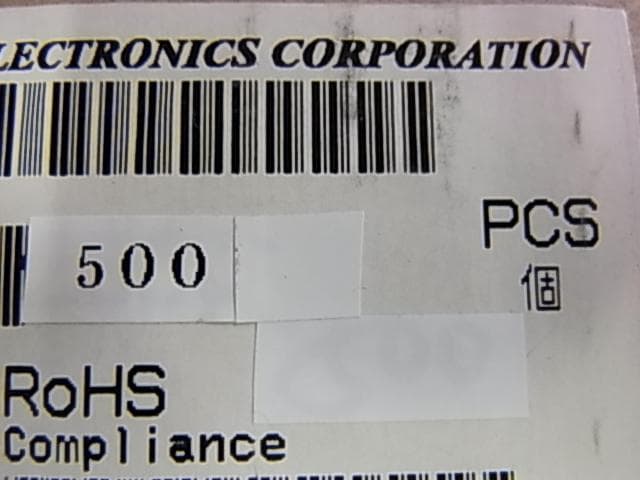 LECTRONICS CORPORATION
PCS
500
個
RoHS
Compliance